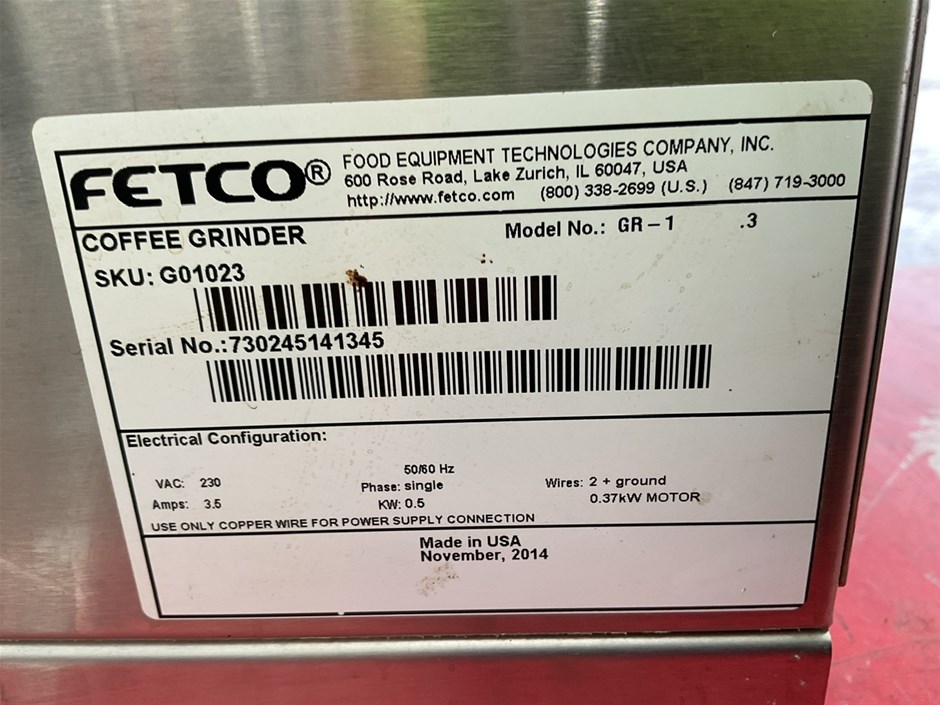 FETCO® FOOD EQUIPMENT TECHNOLOGIES COMPANY, INC.
600 Rose Road, Lake Zurich, IL 60047, USA
http://www.fetco.com (800) 338-2699 (U.S.) (847) 719-3000
COFFEE GRINDER Model No.: GR – 1 .3
SKU: G01023
Serial No.:730245141345
Electrical Configuration:
50/60 Hz
VAC: 230 Phase: single Wires: 2 + ground
Amps: 3.5 KW: 0.5 0.37kW MOTOR
USE ONLY COPPER WIRE FOR POWER SUPPLY CONNECTION
Made in USA
November, 2014